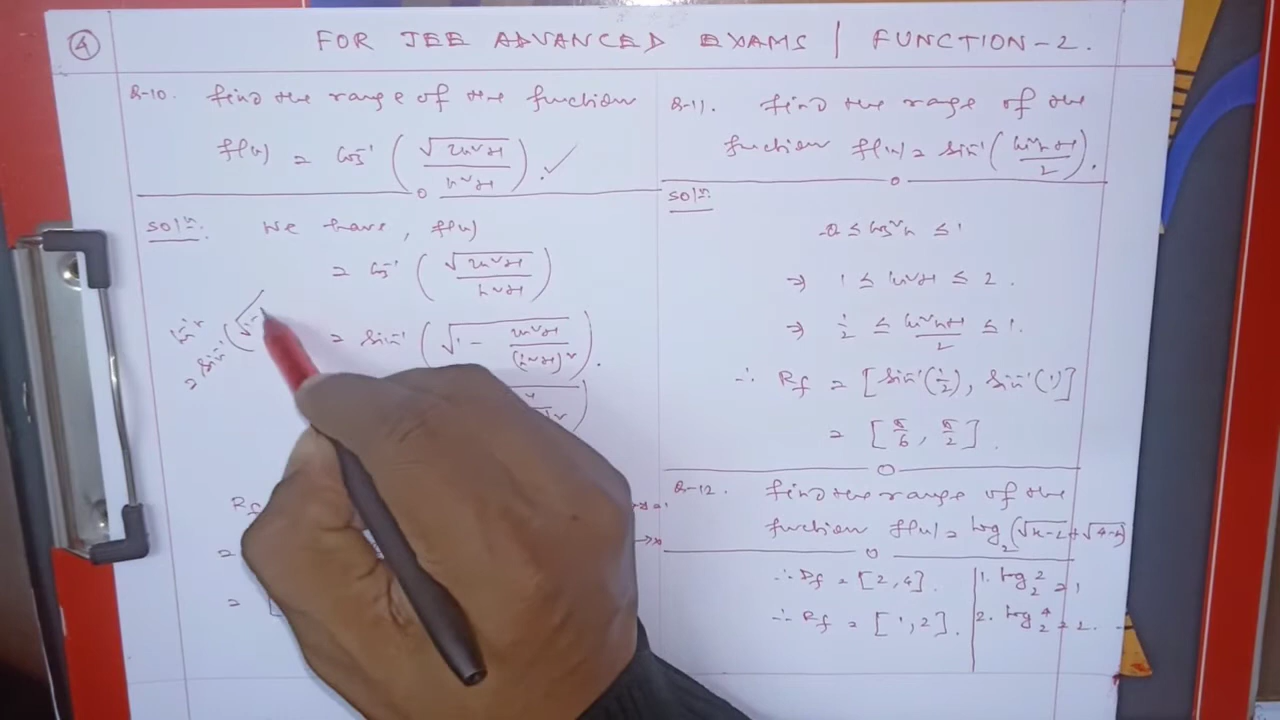 4
FOR JEE ADVANCED EXAMS | FUNCTION-2.
Q-10. find the range of the function
f(x) = cos⁻¹ ( √(2x²+1) / (x²+1) ). ✓
Soln. We have, f(x)
= cos⁻¹ ( √(2x²+1) / (x²+1) )
= sin⁻¹ ( √(1 - (2x²+1)/(x²+1)²) ).
= sin⁻¹ (√1-
Rf
=
= [
Q-11. find the range of the
function f(x) = sin⁻¹ ( (cos²x+1)/2 ).
Soln.
0 ≤ cos²x ≤ 1
⇒ 1 ≤ cos²x+1 ≤ 2.
⇒ 1/2 ≤ (cos²x+1)/2 ≤ 1.
∴ Rf = [sin⁻¹(1/2), sin⁻¹(1)]
= [π/6, π/2].
Q-12. find the range of the
function f(x) = log₂(√(x-2) + √(4-x))
∴ Df = [2,4]. 1. log₂2 = 1
∴ Rf = [1,2]. 2. log₂4 = 2.